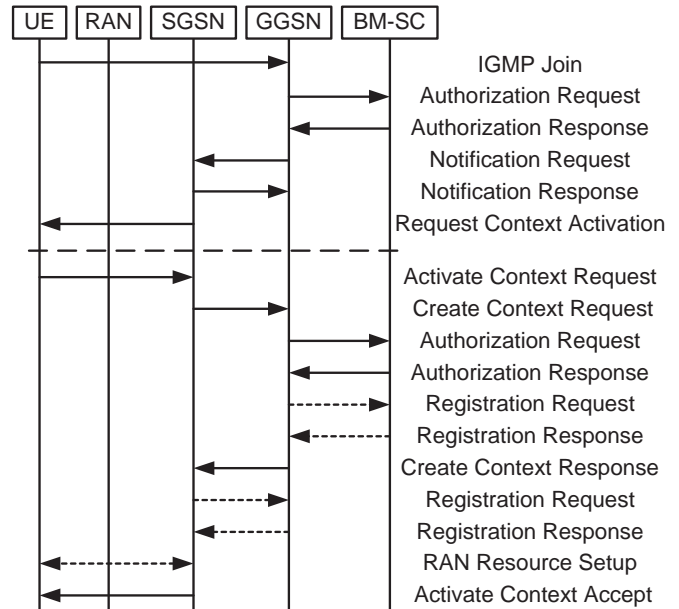 UE RAN SGSN GGSN BM-SC
IGMP Join
Authorization Request
Authorization Response
Notification Request
Notification Response
Request Context Activation
Activate Context Request
Create Context Request
Authorization Request
Authorization Response
Registration Request
Registration Response
Create Context Response
Registration Request
Registration Response
RAN Resource Setup
Activate Context Accept